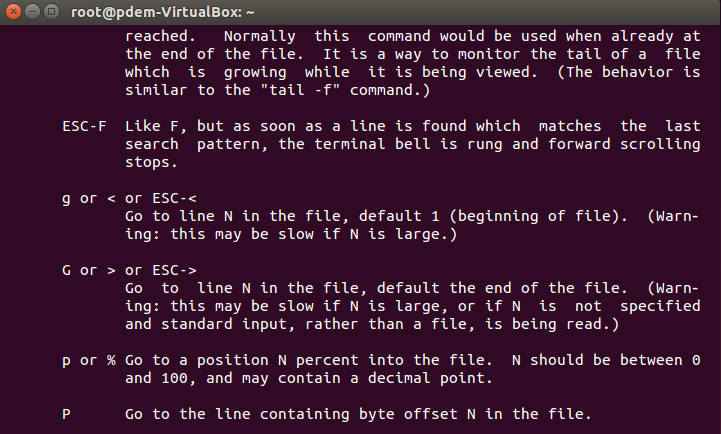 root@pdem-VirtualBox: ~
reached.   Normally  this  command would be used when already at
the end of the file.  It is a way to monitor the tail of a  file
which  is  growing  while  it is being viewed.  (The behavior is
similar to the "tail -f" command.)
ESC-F  Like F, but as soon as a line is found which  matches  the  last
search  pattern, the terminal bell is rung and forward scrolling
stops.
g or < or ESC-<
Go to line N in the file, default 1 (beginning of file).  (Warn-
ing: this may be slow if N is large.)
G or > or ESC->
Go  to  line N in the file, default the end of the file.  (Warn-
ing: this may be slow if N is large, or if N  is  not  specified
and standard input, rather than a file, is being read.)
p or % Go to a position N percent into the file.  N should be between 0
and 100, and may contain a decimal point.
P      Go to the line containing byte offset N in the file.